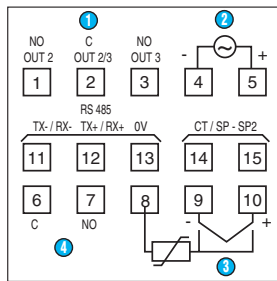 1 2
NO C NO - +
OUT 2 OUT 2/3 OUT 3
1 2 3 4 5
RS 485
TX- / RX- TX+ / RX+ 0V CT / SP - SP2
11 12 13 14 15
6 7 8 9 10
C NO - +
4 3